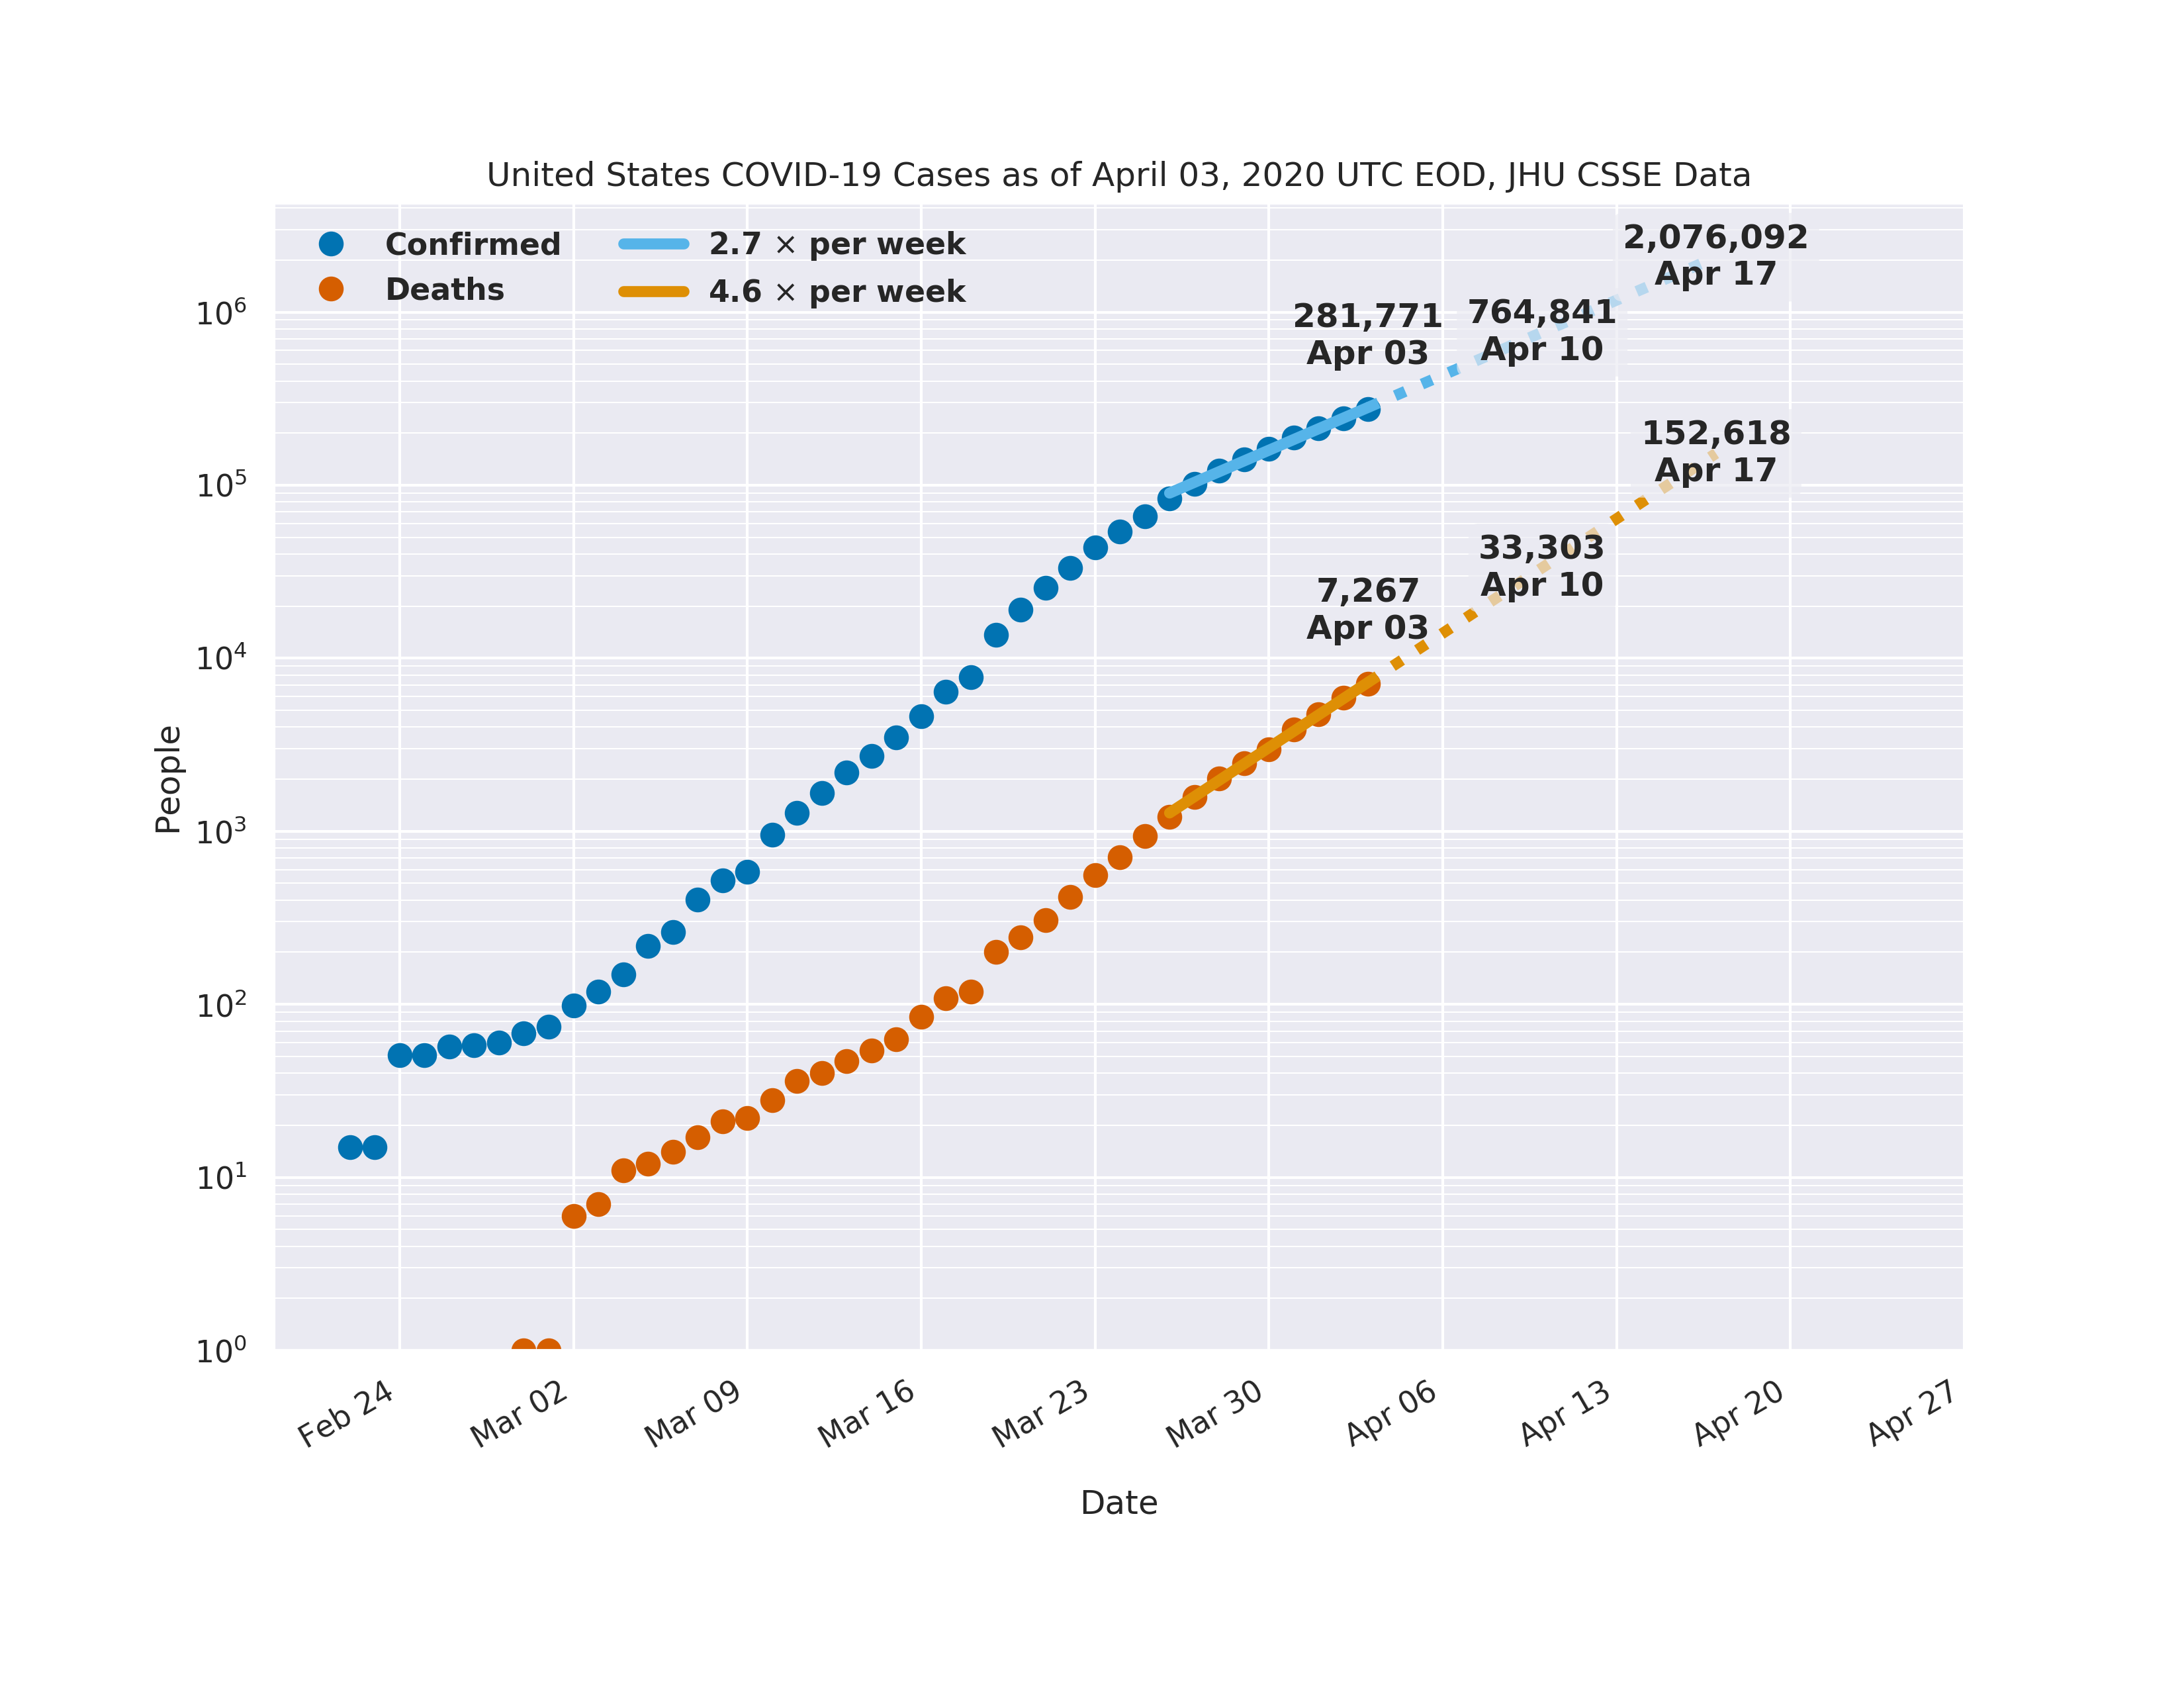 United States COVID-19 Cases as of April 03, 2020 UTC EOD, JHU CSSE Data
Confirmed
Deaths
2.7 × per week
4.6 × per week
2,076,092
Apr 17
281,771
Apr 03
764,841
Apr 10
152,618
Apr 17
33,303
Apr 10
7,267
Apr 03
People
10⁶
10⁵
10⁴
10³
10²
10¹
10⁰
Feb 24
Mar 02
Mar 09
Mar 16
Mar 23
Mar 30
Apr 06
Apr 13
Apr 20
Apr 27
Date